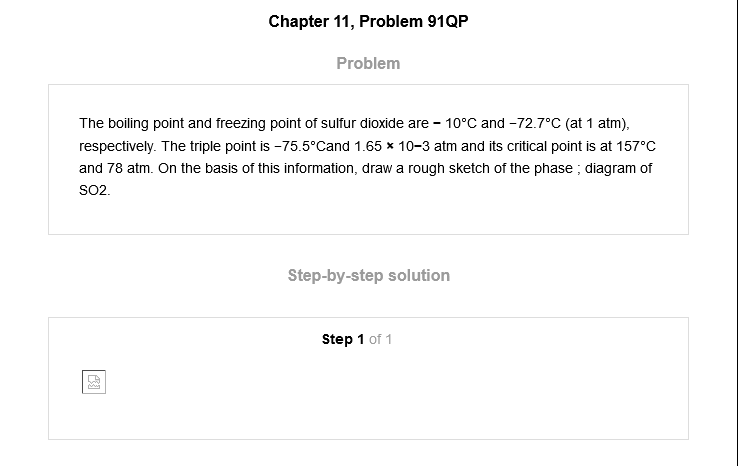 Chapter 11, Problem 91QP
Problem
The boiling point and freezing point of sulfur dioxide are − 10°C and −72.7°C (at 1 atm),
respectively. The triple point is −75.5°Cand 1.65 × 10−3 atm and its critical point is at 157°C
and 78 atm. On the basis of this information, draw a rough sketch of the phase ; diagram of
SO2.
Step-by-step solution
Step 1 of 1